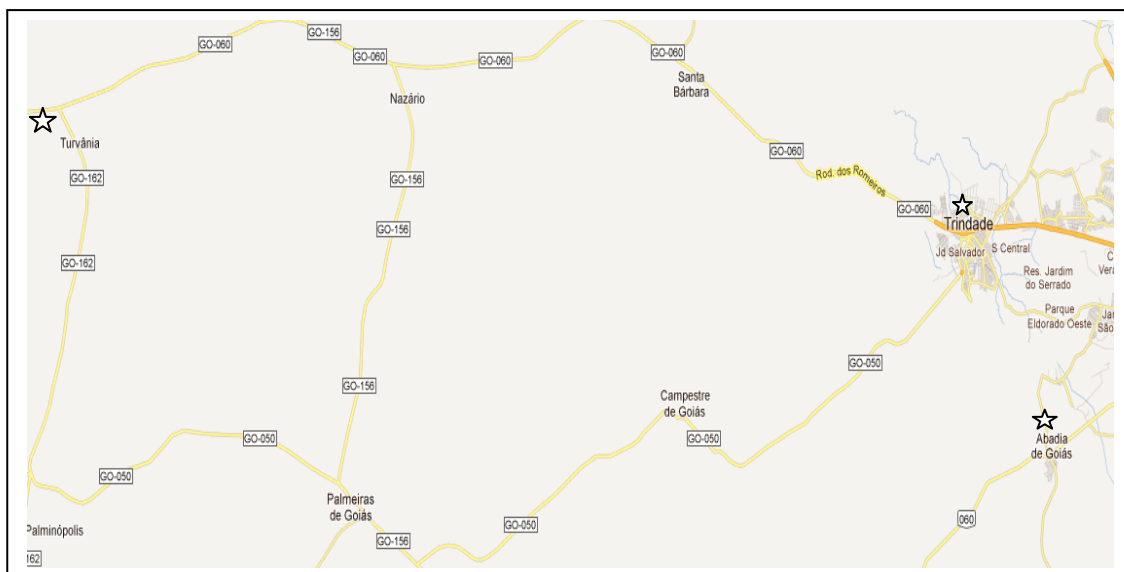 GO-156
GO-060
GO-060
GO-060
GO-060
Nazário
Santa
Bárbara
Turvânia
GO-060
GO-162
GO-156
Rod. dos Romeiros
GO-060
Trindade
GO-156
Jd Salvador
S Central
GO-162
Res. Jardim
do Serrado
Parque
Eldorado Oeste
GO-050
GO-156
Campestre
de Goiás
GO-050
GO-050
Abadia
de Goiás
GO-050
Palmeiras
de Goiás
GO-050
060
Palminópolis
GO-156
162